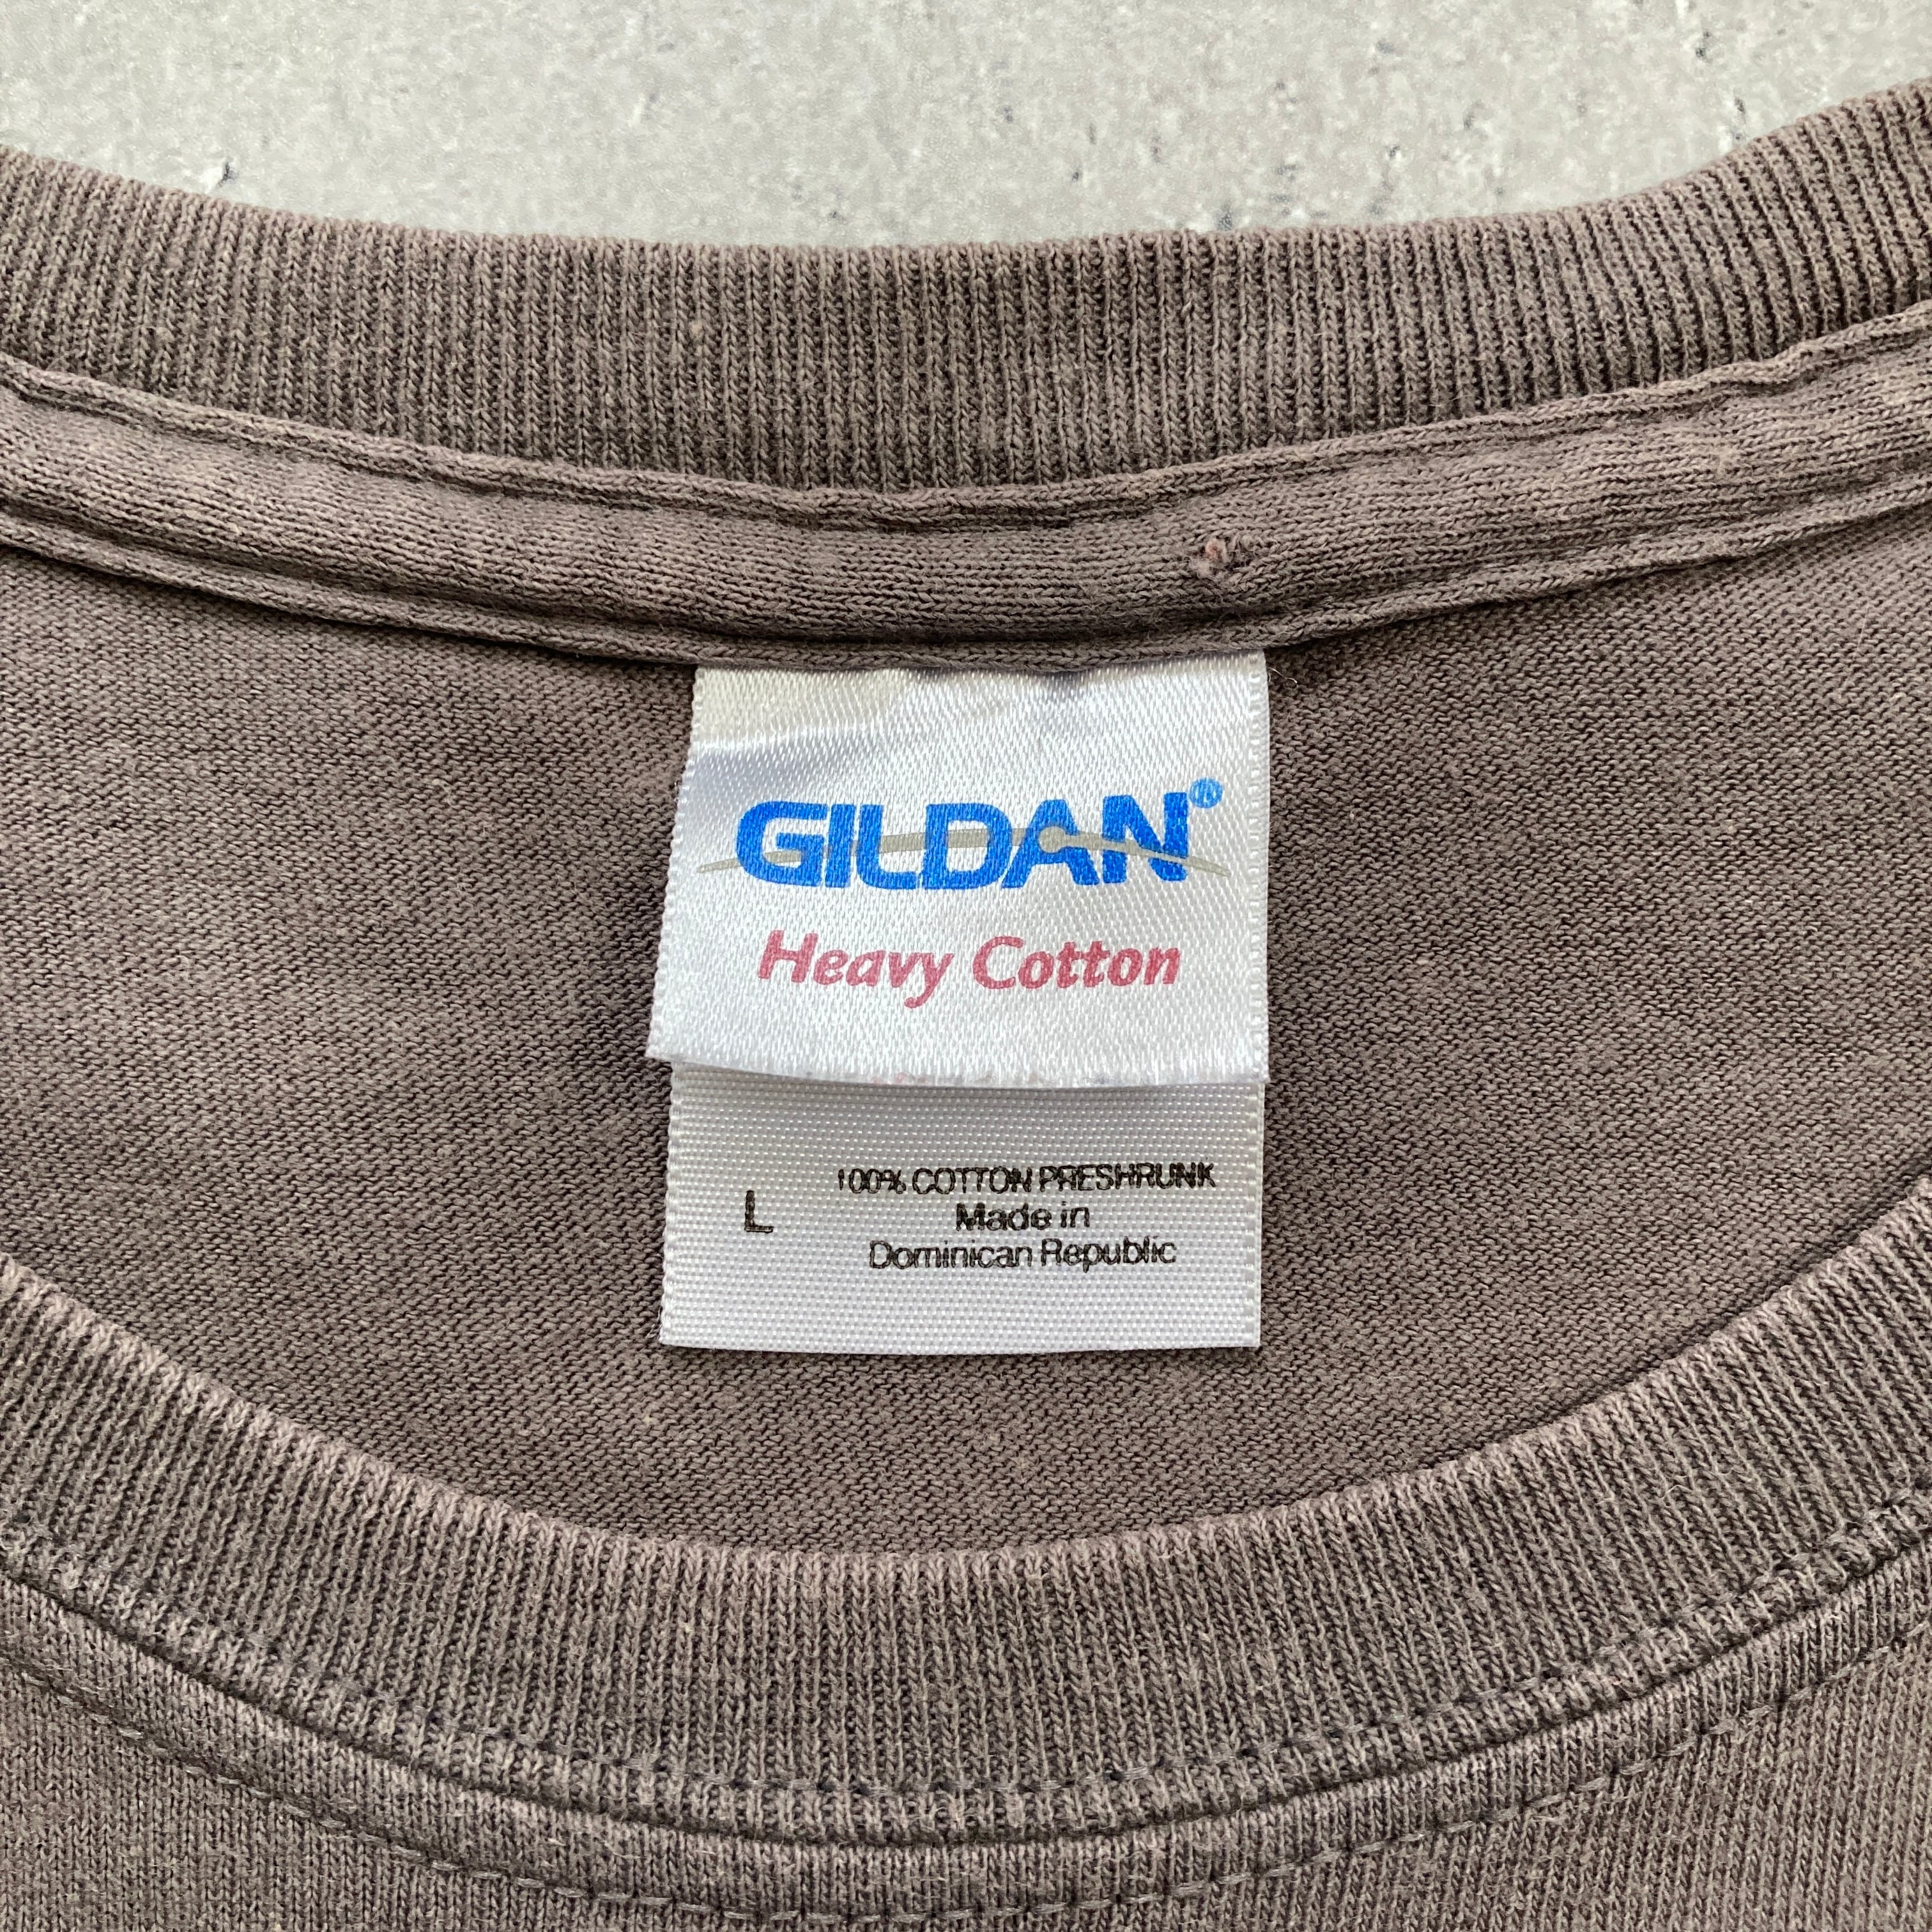 GILDAN®
Heavy Cotton
100% COTTON PRESHRUNK
L
Made in
Dominican Republic